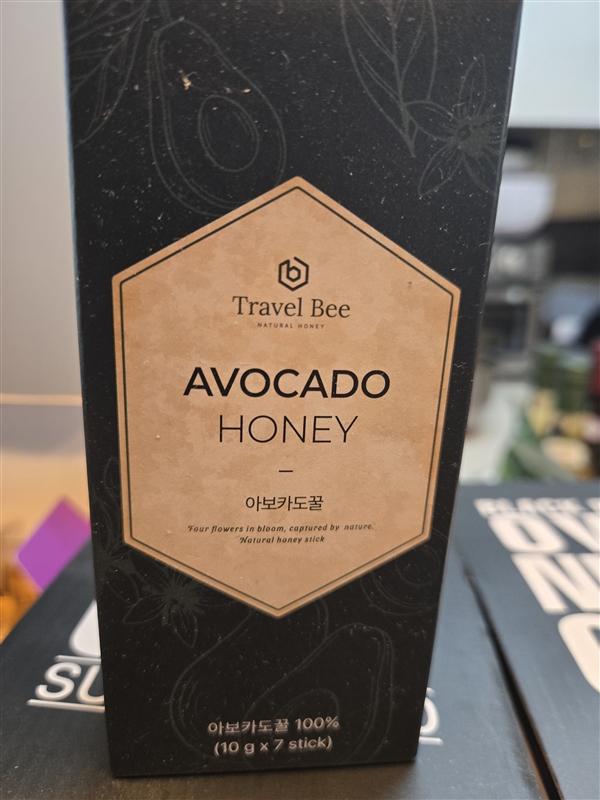 Travel Bee
NATURAL HONEY
AVOCADO
HONEY
아보카도꿀
Four flowers in bloom, captured by nature.
Natural honey stick
아보카도꿀 100%
(10 g x 7 stick)